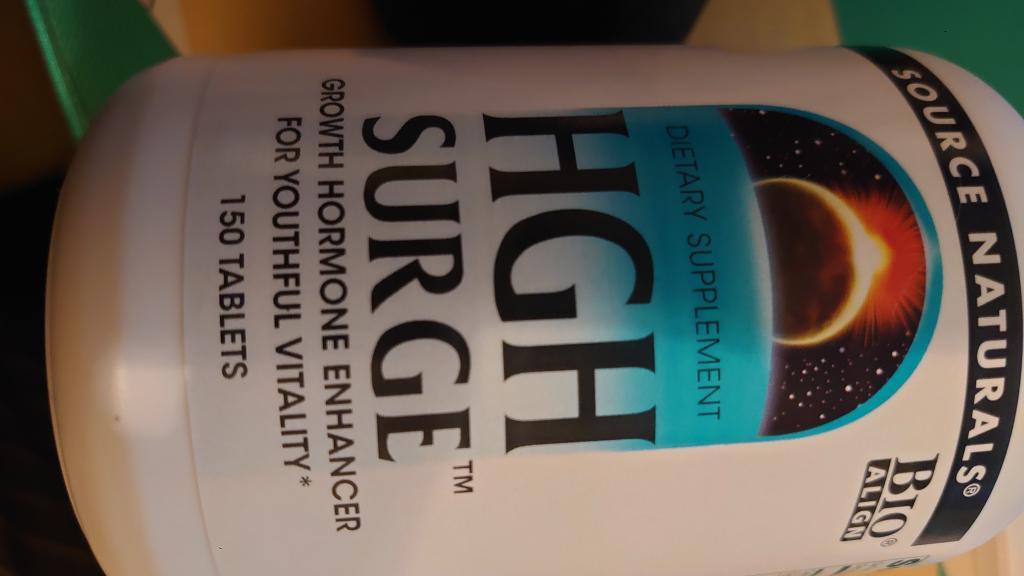 SOURCE NATURALS®
BIO®
ALIGN
DIETARY SUPPLEMENT
HGH
SURGE™
GROWTH HORMONE ENHANCER
FOR YOUTHFUL VITALITY*
150 TABLETS